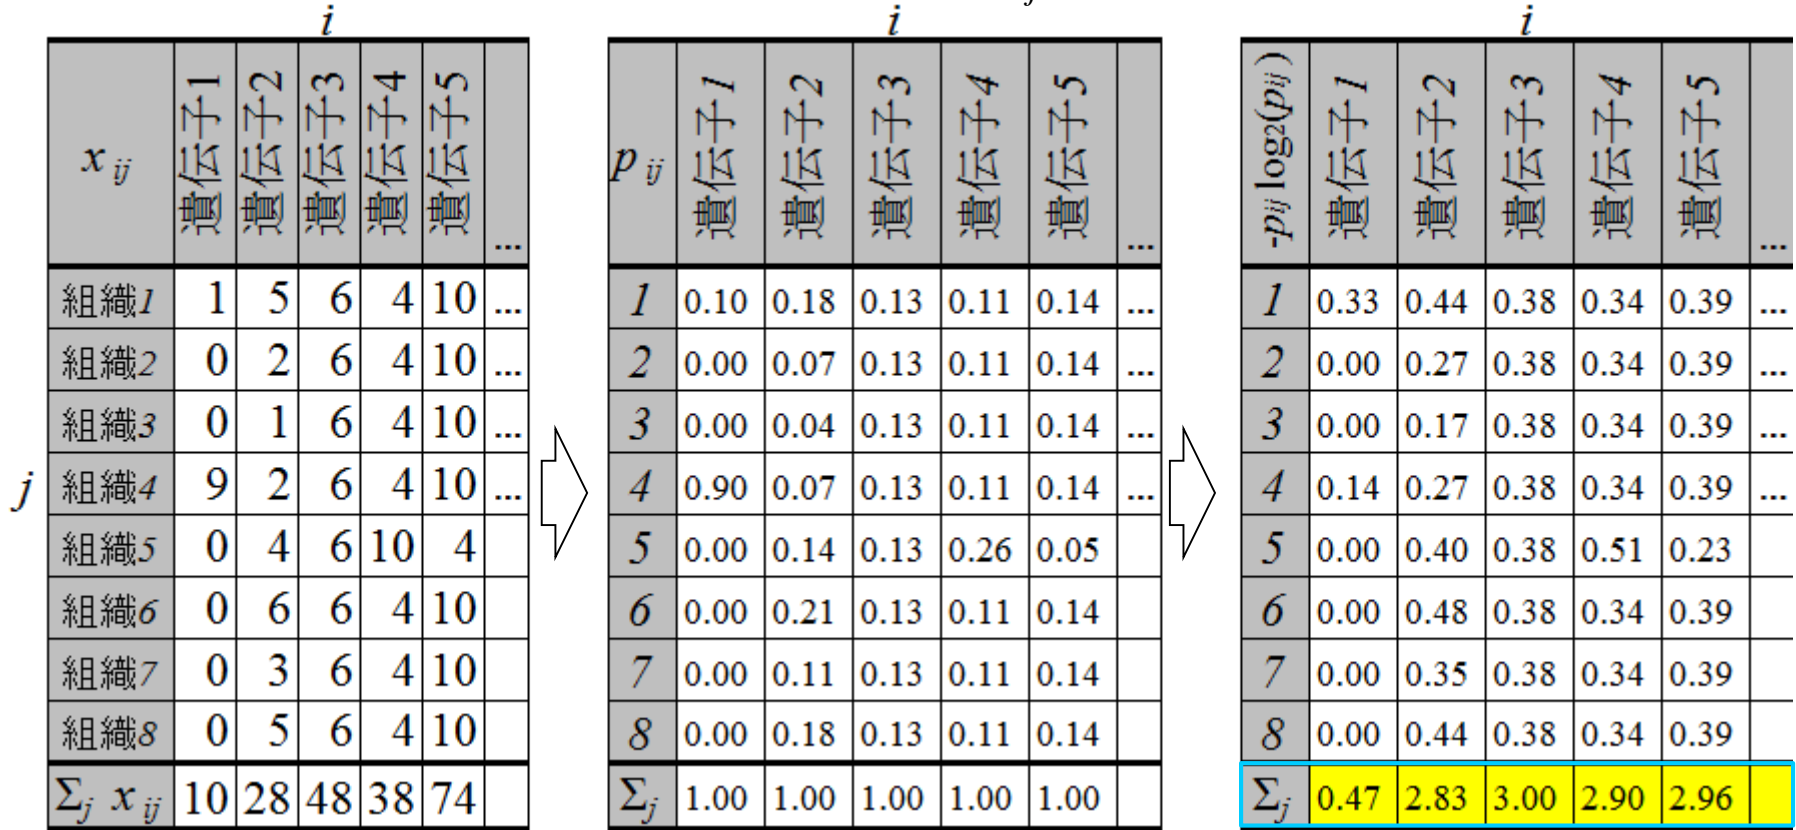 j
i i i
x ij 遺伝子1 遺伝子2 遺伝子3 遺伝子4 遺伝子5 ...
組織1 1 5 6 4 10 ...
組織2 0 2 6 4 10 ...
組織3 0 1 6 4 10 ...
j 組織4 9 2 6 4 10 ...
組織5 0 4 6 10 4
組織6 0 6 6 4 10
組織7 0 3 6 4 10
組織8 0 5 6 4 10
Σj x ij 10 28 48 38 74
p ij 遺伝子1 遺伝子2 遺伝子3 遺伝子4 遺伝子5 ...
1 0.10 0.18 0.13 0.11 0.14 ...
2 0.00 0.07 0.13 0.11 0.14 ...
3 0.00 0.04 0.13 0.11 0.14 ...
4 0.90 0.07 0.13 0.11 0.14 ...
5 0.00 0.14 0.13 0.26 0.05
6 0.00 0.21 0.13 0.11 0.14
7 0.00 0.11 0.13 0.11 0.14
8 0.00 0.18 0.13 0.11 0.14
Σj 1.00 1.00 1.00 1.00 1.00
-pij log2(pij) 遺伝子1 遺伝子2 遺伝子3 遺伝子4 遺伝子5 ...
1 0.33 0.44 0.38 0.34 0.39 ...
2 0.00 0.27 0.38 0.34 0.39 ...
3 0.00 0.17 0.38 0.34 0.39 ...
4 0.14 0.27 0.38 0.34 0.39 ...
5 0.00 0.40 0.38 0.51 0.23
6 0.00 0.48 0.38 0.34 0.39
7 0.00 0.35 0.38 0.34 0.39
8 0.00 0.44 0.38 0.34 0.39
Σj 0.47 2.83 3.00 2.90 2.96